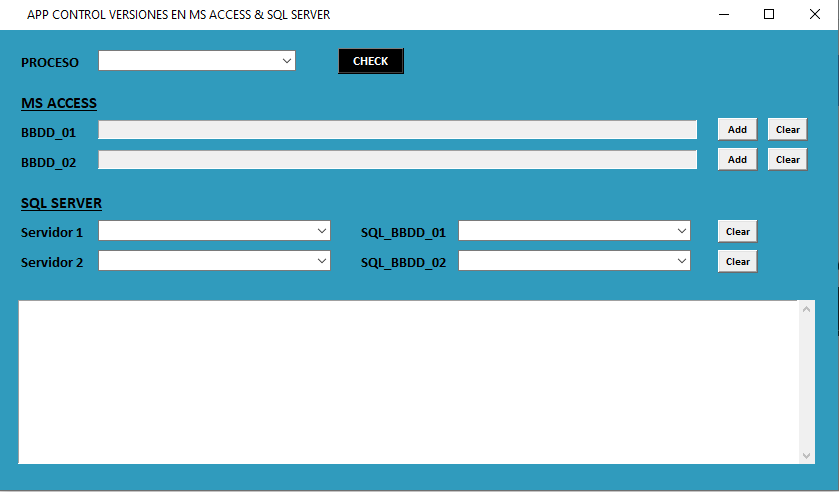 APP CONTROL VERSIONES EN MS ACCESS & SQL SERVER
PROCESO CHECK
MS ACCESS
BBDD_01 Add Clear
BBDD_02 Add Clear
SQL SERVER
Servidor 1 SQL_BBDD_01 Clear
Servidor 2 SQL_BBDD_02 Clear